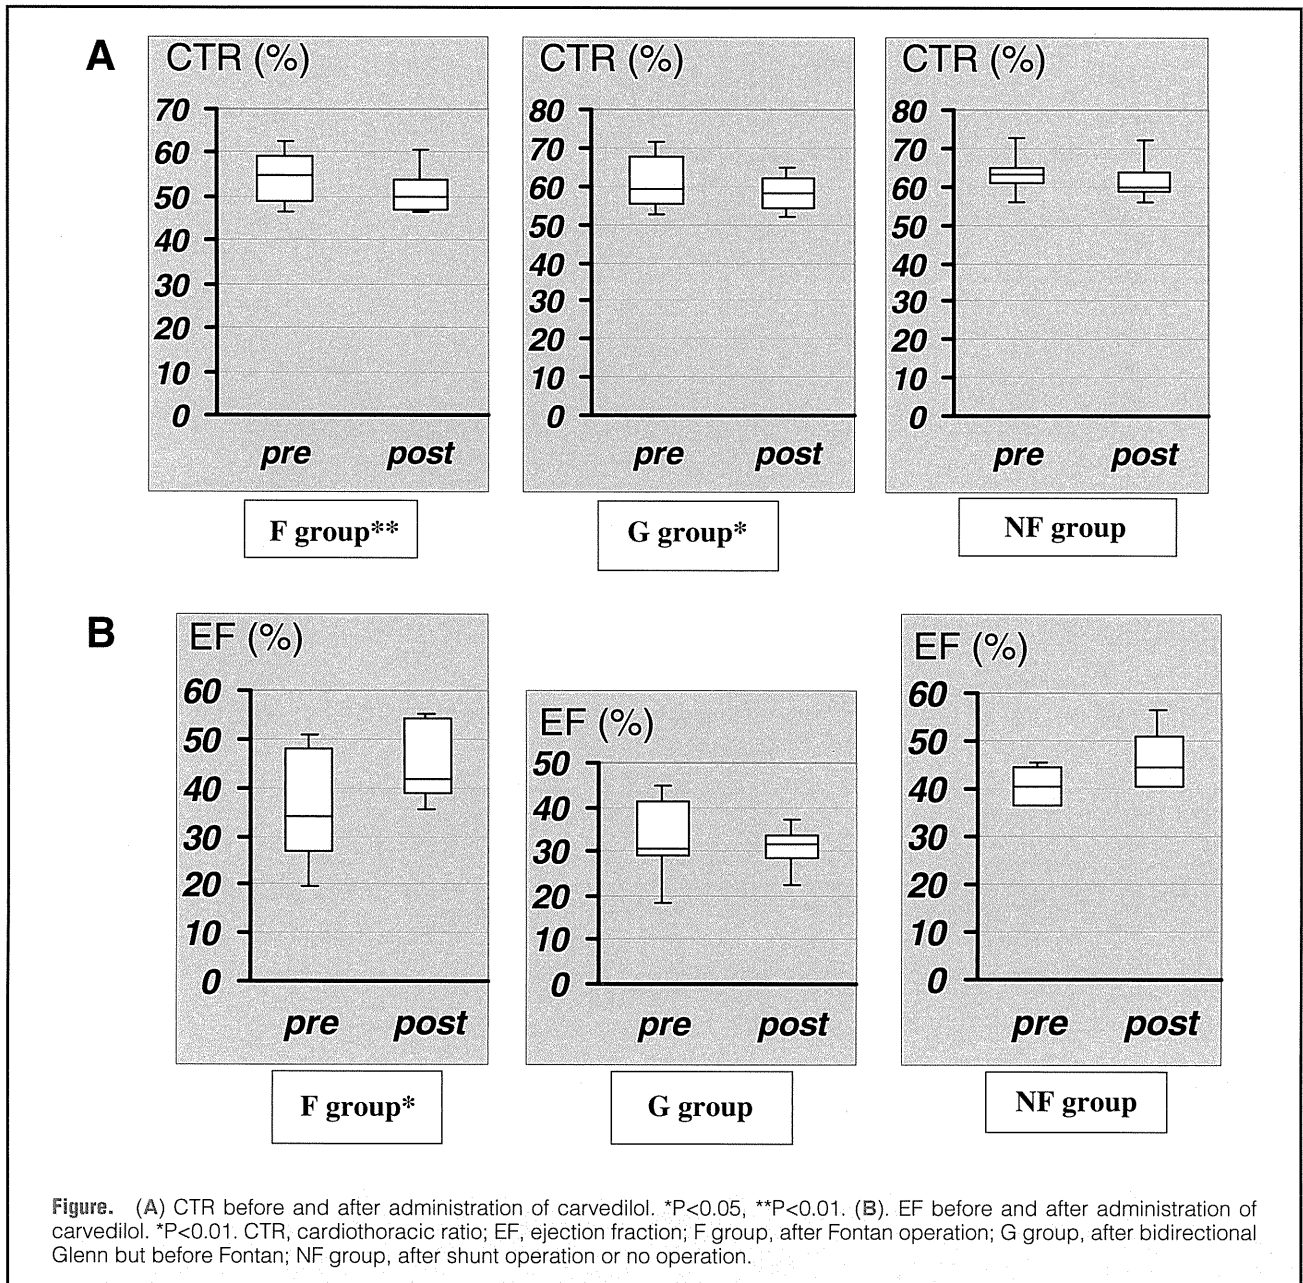 A
CTR (%)
70
60
50
40
30
20
10
0
pre post
F group**
CTR (%)
80
70
60
50
40
30
20
10
0
pre post
G group*
CTR (%)
80
70
60
50
40
30
20
10
0
pre post
NF group
B
EF (%)
60
50
40
30
20
10
0
pre post
F group*
EF (%)
50
40
30
20
10
0
pre post
G group
EF (%)
60
50
40
30
20
10
0
pre post
NF group
Figure. (A) CTR before and after administration of carvedilol. *P<0.05, **P<0.01. (B). EF before and after administration of
carvedilol. *P<0.01. CTR, cardiothoracic ratio; EF, ejection fraction; F group, after Fontan operation; G group, after bidirectional
Glenn but before Fontan; NF group, after shunt operation or no operation.